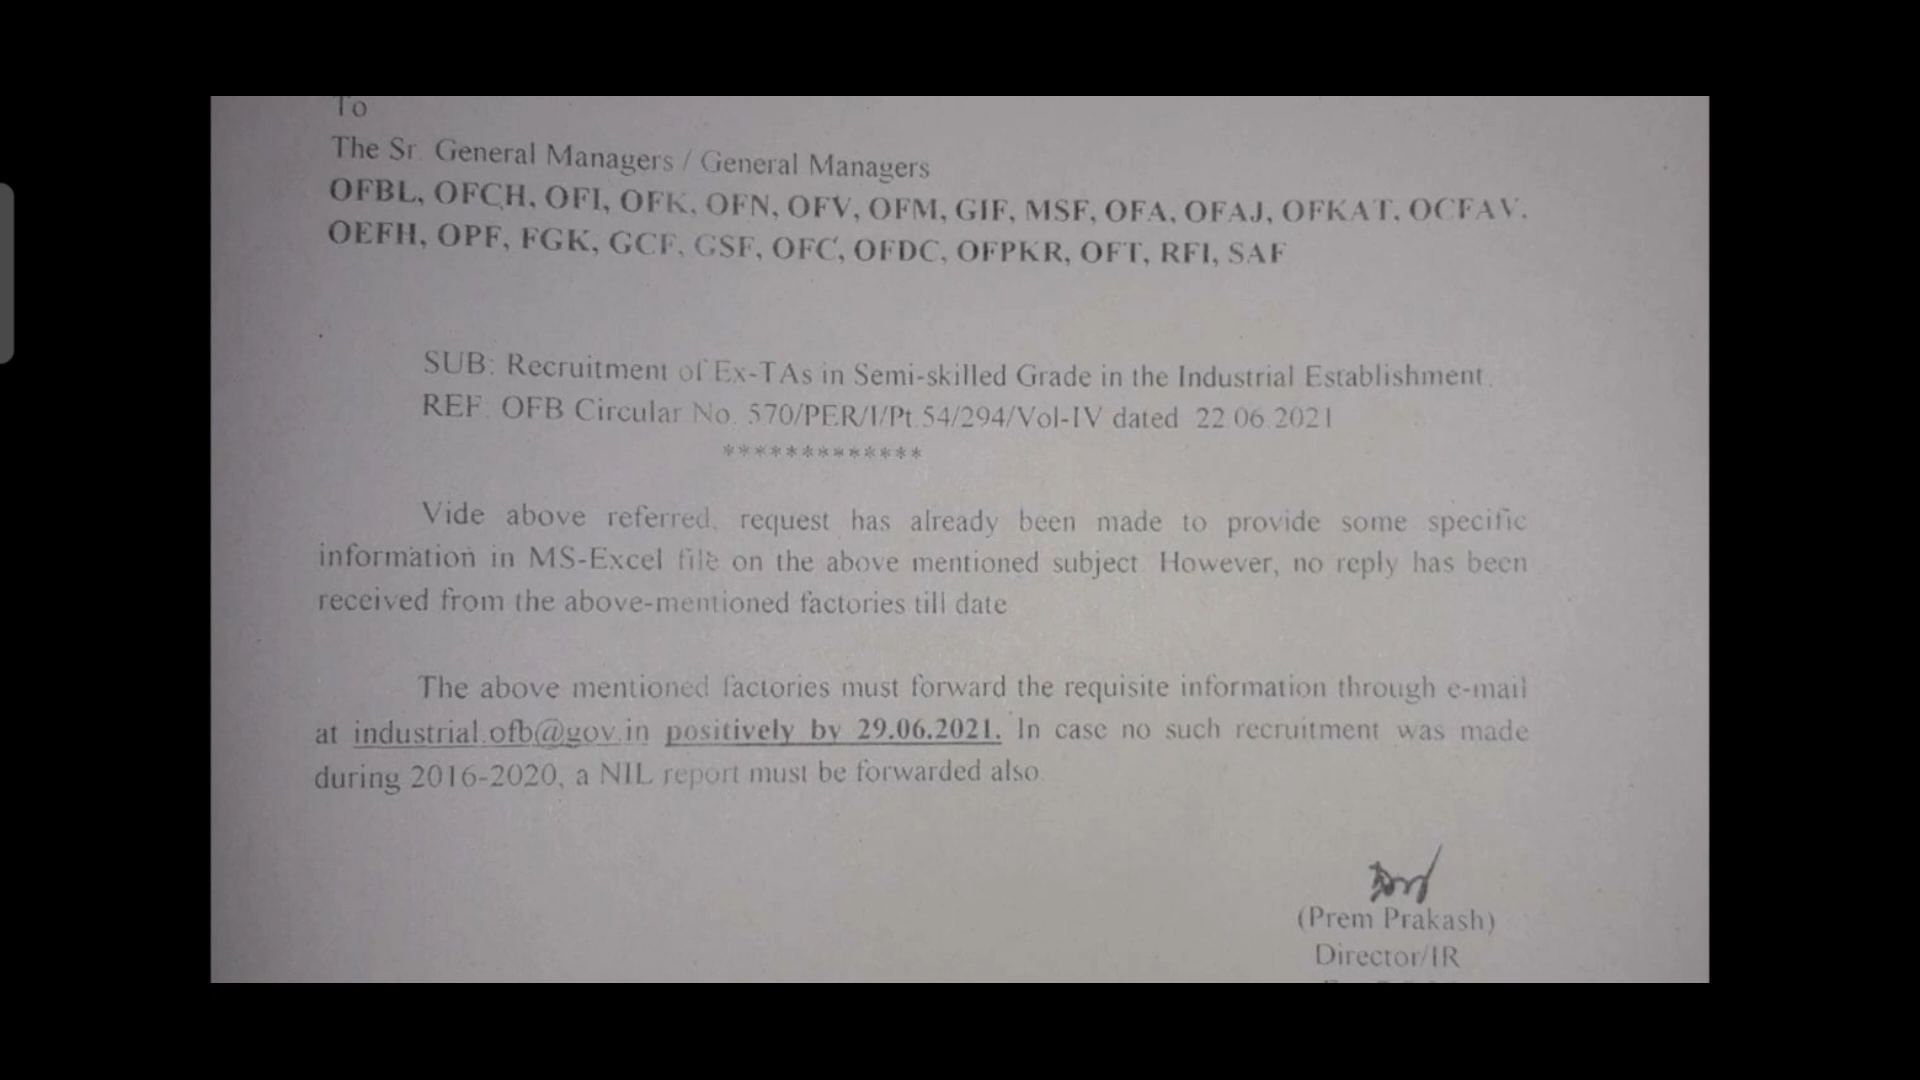 To
The Sr. General Managers / General Managers
OFBL, OFCH, OFI, OFK, OFN, OFV, OFM, GIF, MSF, OFA, OFAJ, OFKAT, OCFAV,
OEFH, OPF, FGK, GCF, GSF, OFC, OFDC, OFPKR, OFT, RFI, SAF
SUB: Recruitment of Ex-TAs in Semi-skilled Grade in the Industrial Establishment.
REF: OFB Circular No. 570/PER/I/Pt.54/294/Vol-IV dated 22.06.2021
*************
Vide above referred, request has already been made to provide some specific
information in MS-Excel file on the above mentioned subject. However, no reply has been
received from the above-mentioned factories till date
The above mentioned factories must forward the requisite information through e-mail
at industrial.ofb@gov.in positively by 29.06.2021. In case no such recruitment was made
during 2016-2020, a NIL report must be forwarded also.
(Prem Prakash)
Director/IR